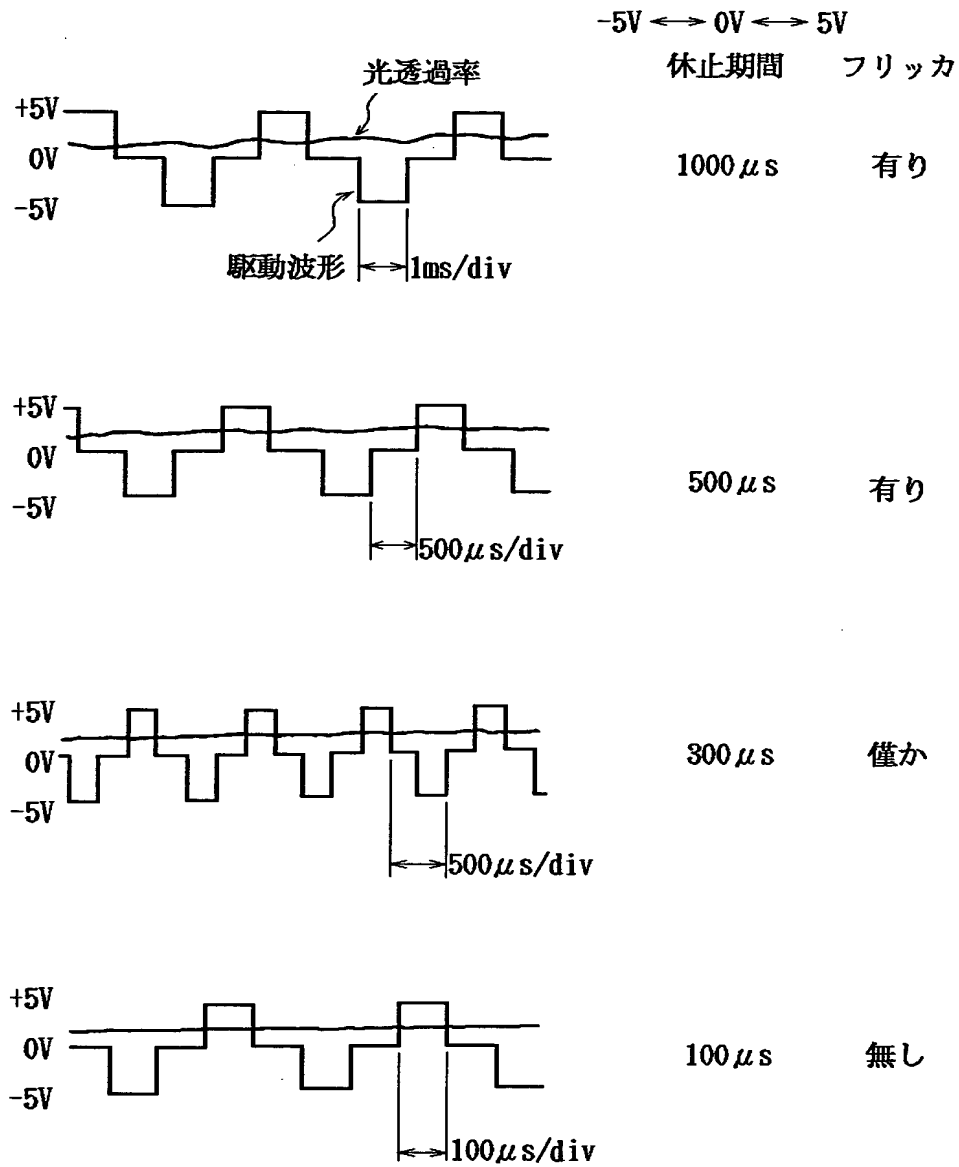 -5V ←→ 0V ←→ 5V
休止期間 フリッカ
光透過率
+5V
0V
-5V
1000μs 有り
駆動波形
1ms/div
+5V
0V
-5V
500μs 有り
500μs/div
+5V
0V
-5V
300μs 僅か
500μs/div
+5V
0V
-5V
100μs 無し
100μs/div